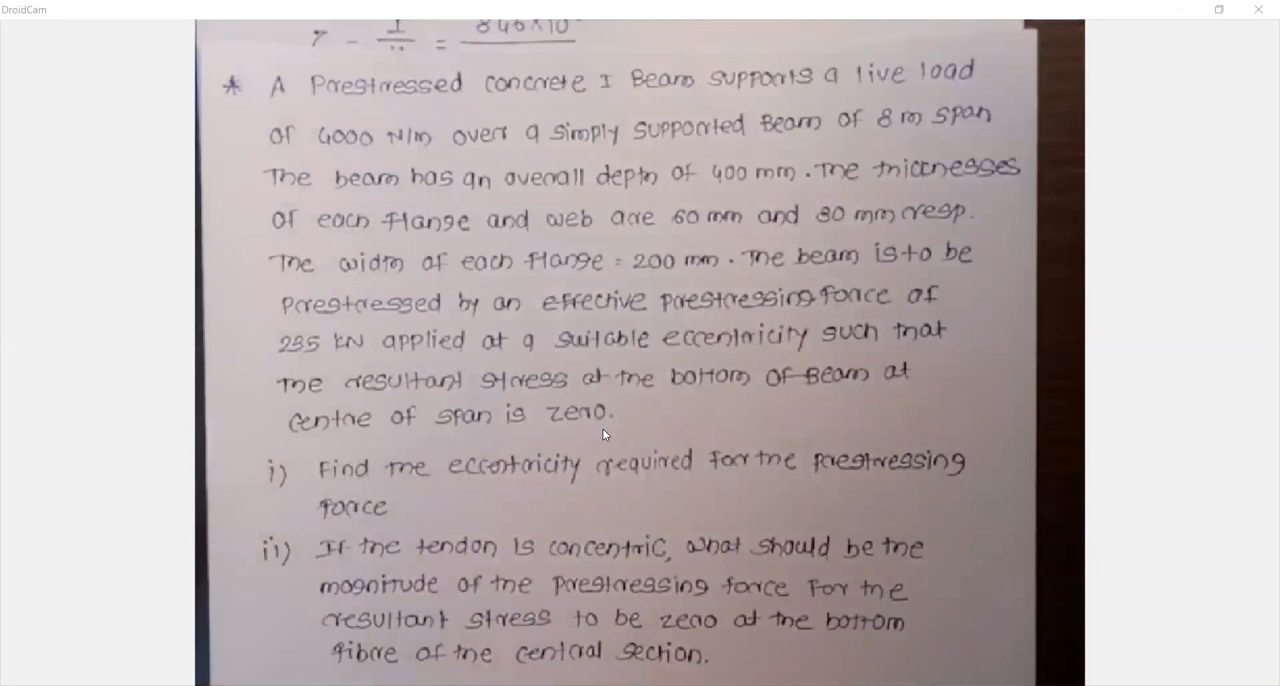 DroidCam
* A Prestressed concrete I Beam supports a live load
of 4000 N/m over a simply supported Beam of 8 m span
The beam has an overall depth of 400 mm. The thicknesses
of each flange and web are 60 mm and 80 mm resp.
The width of each flange = 200 mm. The beam is to be
Prestressed by an effective prestressing force of
235 kN applied at a suitable eccentricity such that
the resultant stress at the bottom of Beam at
centre of span is zero.
i) Find the eccentricity required for the prestressing
force
ii) If the tendon is concentric, what should be the
magnitude of the prestressing force for the
resultant stress to be zero at the bottom
fibre of the central section.